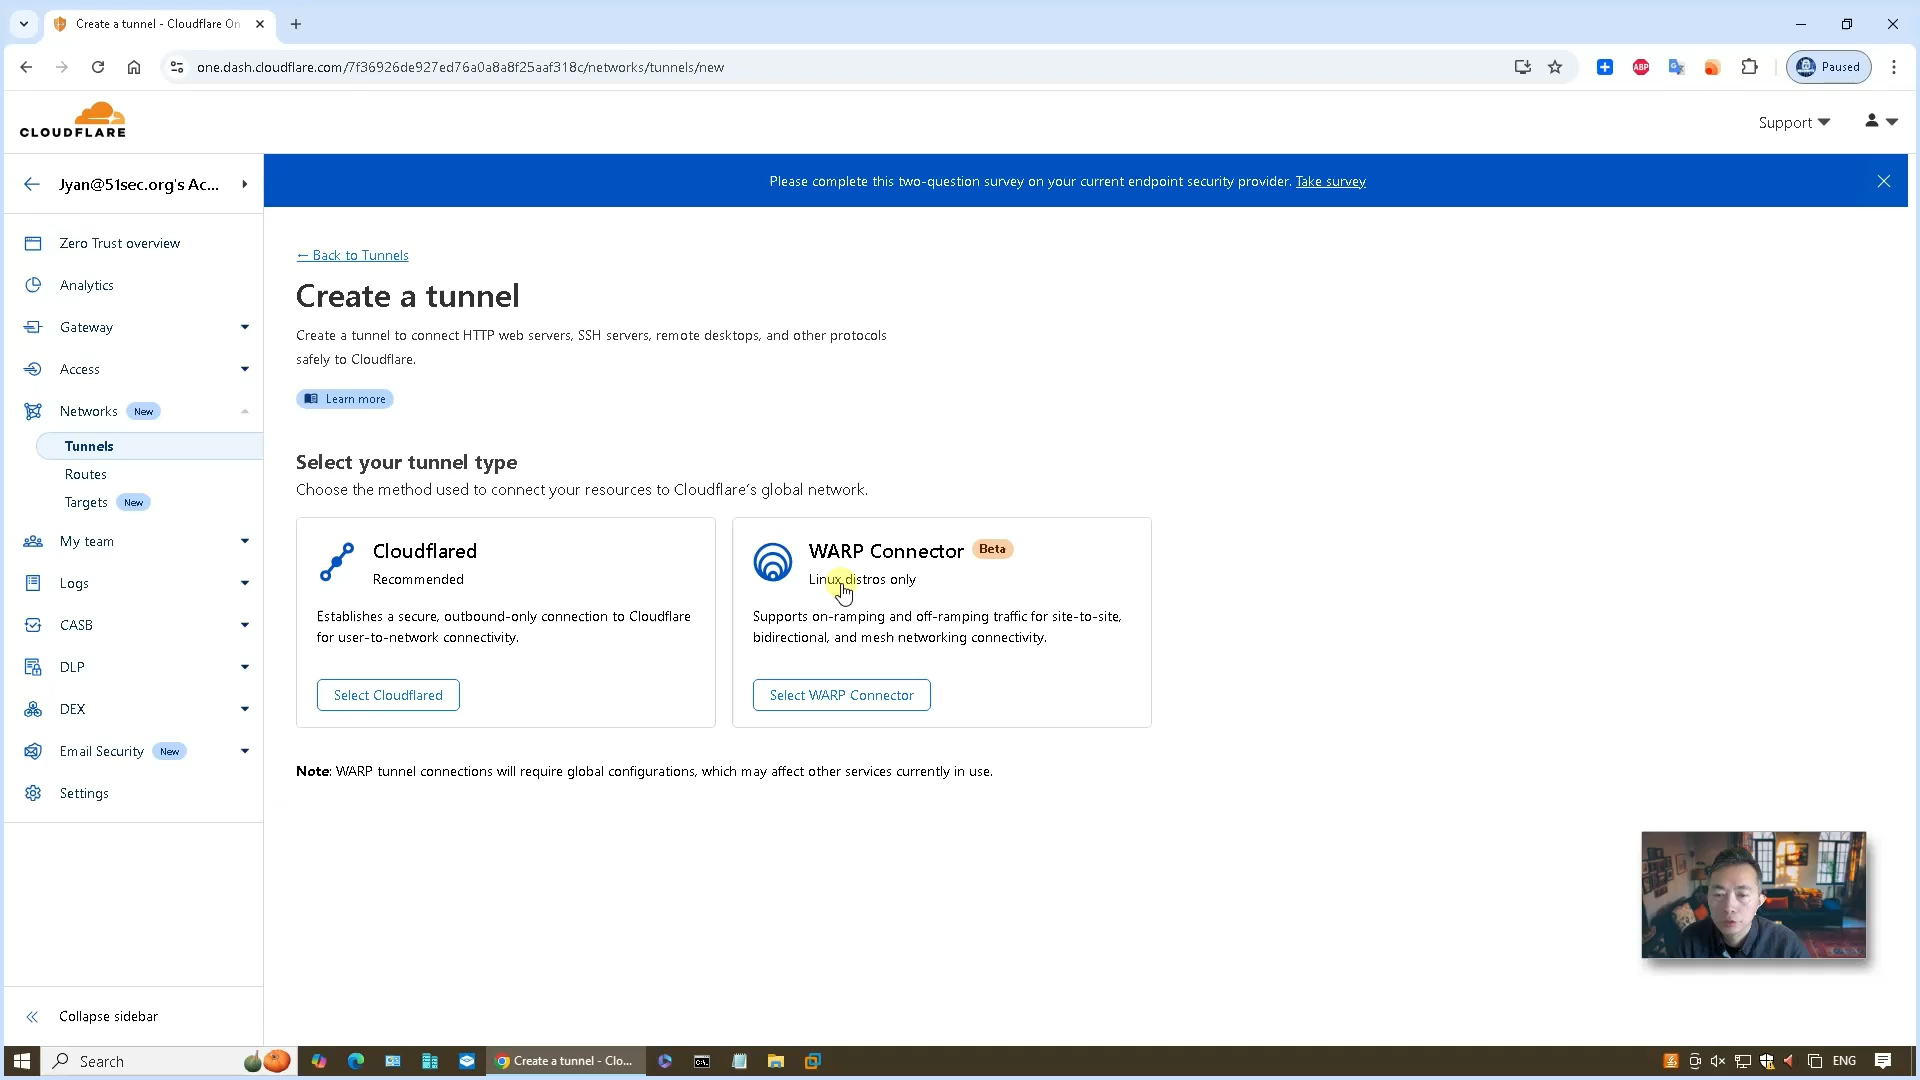 Create a tunnel - Cloudflare On
one.dash.cloudflare.com/7f36926de927ed76a0a8a8f25aaf318c/networks/tunnels/new
ABP
Paused
CLOUDFLARE
Support
Jyan@51sec.org's Ac...
Please complete this two-question survey on your current endpoint security provider. Take survey
Zero Trust overview
Analytics
Gateway
Access
Networks New
Tunnels
Routes
Targets New
My team
Logs
CASB
DLP
DEX
Email Security New
Settings
Collapse sidebar
← Back to Tunnels
Create a tunnel
Create a tunnel to connect HTTP web servers, SSH servers, remote desktops, and other protocols
safely to Cloudflare.
Learn more
Select your tunnel type
Choose the method used to connect your resources to Cloudflare's global network.
Cloudflared
Recommended
Establishes a secure, outbound-only connection to Cloudflare
for user-to-network connectivity.
Select Cloudflared
WARP Connector Beta
Linux distros only
Supports on-ramping and off-ramping traffic for site-to-site,
bidirectional, and mesh networking connectivity.
Select WARP Connector
Note: WARP tunnel connections will require global configurations, which may affect other services currently in use.
Search
Create a tunnel - Clo...
ENG